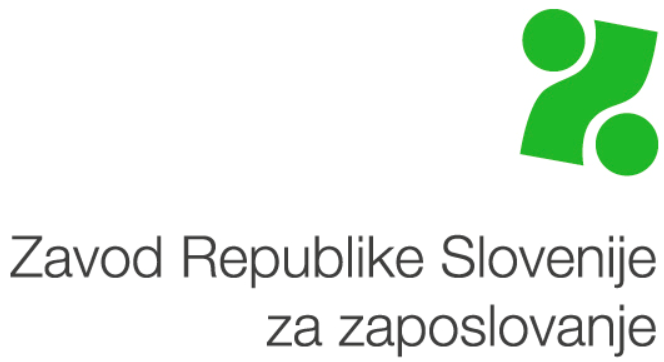 Zavod Republike Slovenije
za zaposlovanje